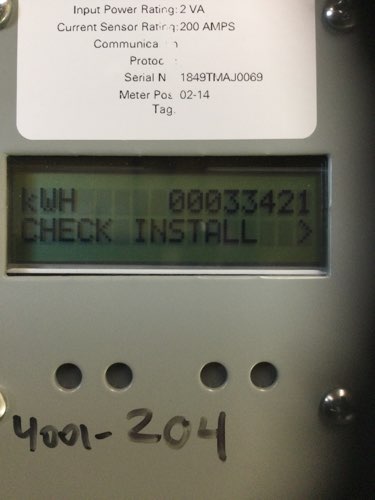 Input Power Rating: 2 VA
Current Sensor Rating: 200 AMPS
Serial N 1849TMAJ0069
Meter Pos 02-14
Tag:
kWH 00033421
CHECK INSTALL >
4001-204